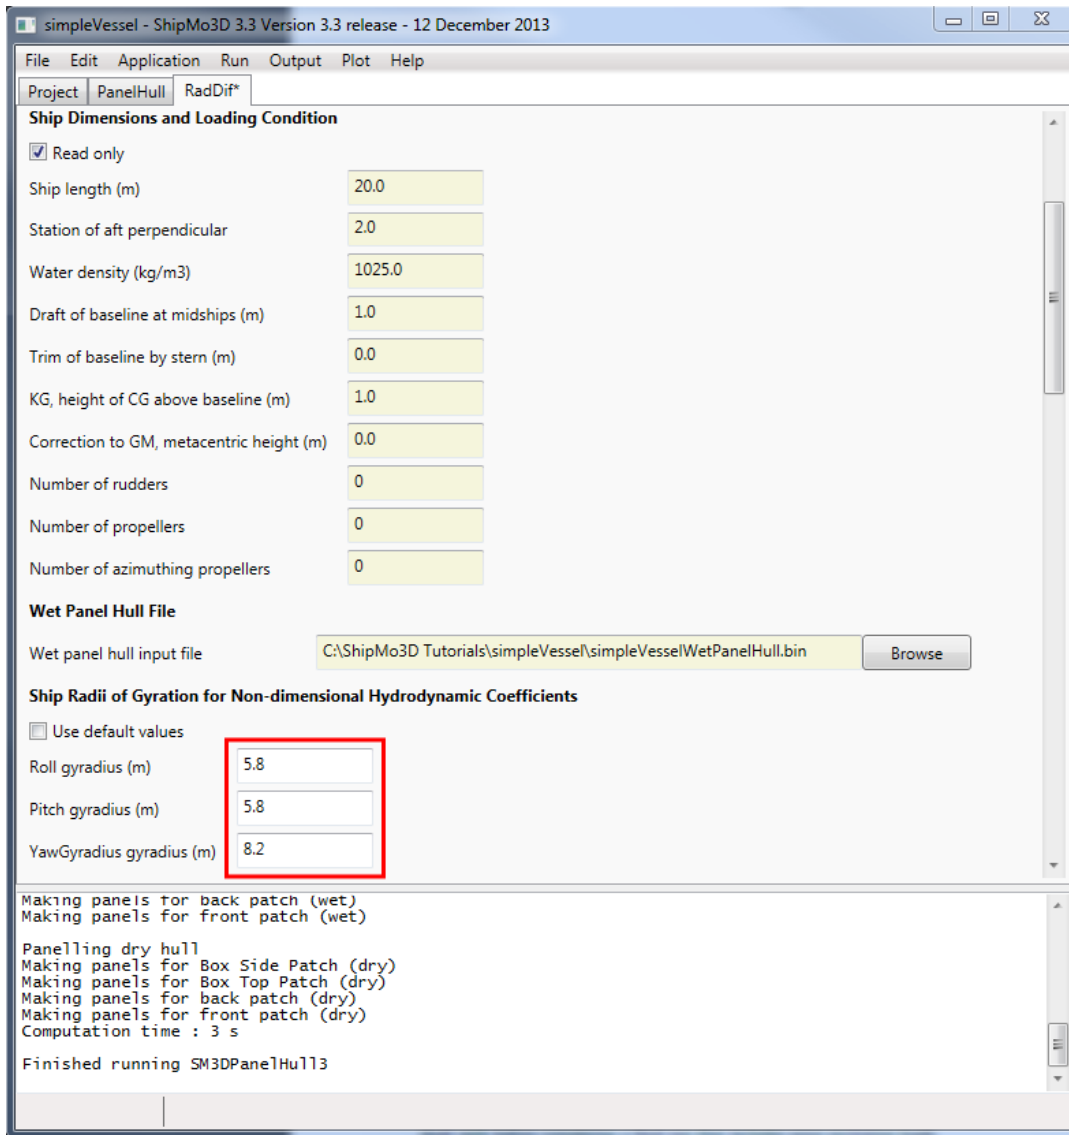 simpleVessel - ShipMo3D 3.3 Version 3.3 release - 12 December 2013
File Edit Application Run Output Plot Help
Project PanelHull RadDif*
Ship Dimensions and Loading Condition
Read only
Ship length (m) 20.0
Station of aft perpendicular 2.0
Water density (kg/m3) 1025.0
Draft of baseline at midships (m) 1.0
Trim of baseline by stern (m) 0.0
KG, height of CG above baseline (m) 1.0
Correction to GM, metacentric height (m) 0.0
Number of rudders 0
Number of propellers 0
Number of azimuthing propellers 0
Wet Panel Hull File
Wet panel hull input file C:\ShipMo3D Tutorials\simpleVessel\simpleVesselWetPanelHull.bin Browse
Ship Radii of Gyration for Non-dimensional Hydrodynamic Coefficients
Use default values
Roll gyradius (m) 5.8
Pitch gyradius (m) 5.8
YawGyradius gyradius (m) 8.2
Making panels for back patch (wet)
Making panels for front patch (wet)
Panelling dry hull
Making panels for Box Side Patch (dry)
Making panels for Box Top Patch (dry)
Making panels for back patch (dry)
Making panels for front patch (dry)
Computation time : 3 s
Finished running SM3DPanelHull3